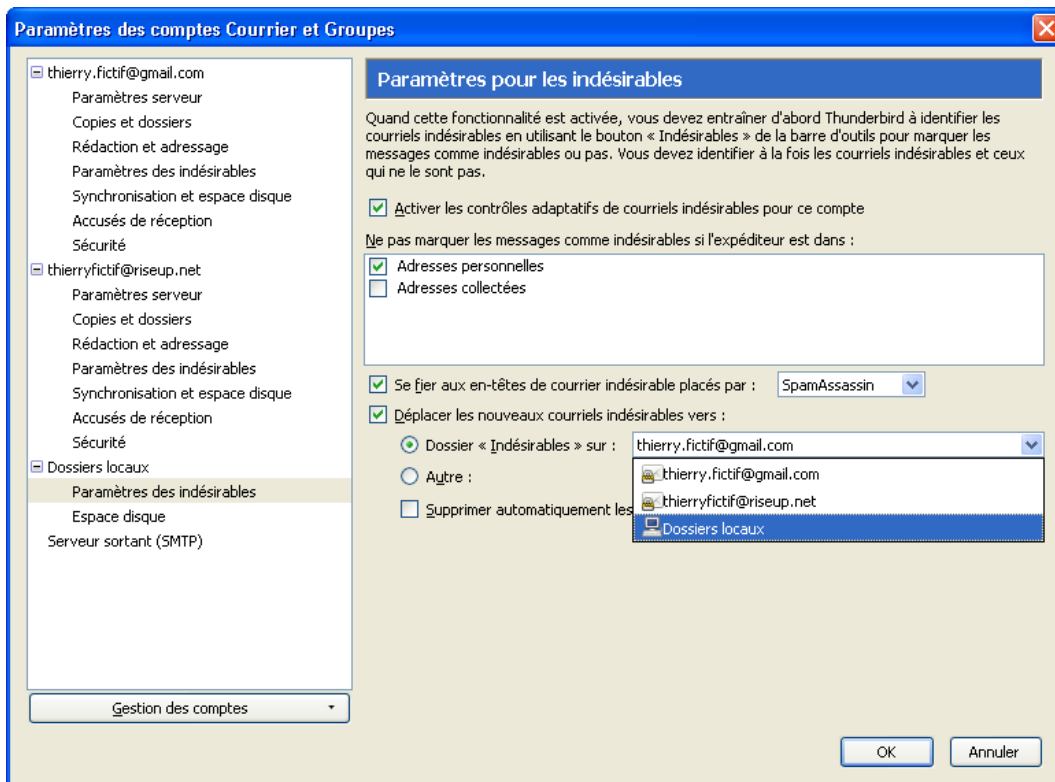 Paramètres des comptes Courrier et Groupes
thierry.fictif@gmail.com
Paramètres serveur
Copies et dossiers
Rédaction et adressage
Paramètres des indésirables
Synchronisation et espace disque
Accusés de réception
Sécurité
thierryfictif@riseup.net
Paramètres serveur
Copies et dossiers
Rédaction et adressage
Paramètres des indésirables
Synchronisation et espace disque
Accusés de réception
Sécurité
Dossiers locaux
Paramètres des indésirables
Espace disque
Serveur sortant (SMTP)
Gestion des comptes
Paramètres pour les indésirables
Quand cette fonctionnalité est activée, vous devez entraîner d'abord Thunderbird à identifier les
courriels indésirables en utilisant le bouton « Indésirables » de la barre d'outils pour marquer les
messages comme indésirables ou pas. Vous devez identifier à la fois les courriels indésirables et ceux
qui ne le sont pas.
Activer les contrôles adaptatifs de courriels indésirables pour ce compte
Ne pas marquer les messages comme indésirables si l'expéditeur est dans :
Adresses personnelles
Adresses collectées
Se fier aux en-têtes de courrier indésirable placés par : SpamAssassin
Déplacer les nouveaux courriels indésirables vers :
Dossier « Indésirables » sur : thierry.fictif@gmail.com
thierry.fictif@gmail.com
Autre :
thierryfictif@riseup.net
Supprimer automatiquement les
Dossiers locaux
OK Annuler